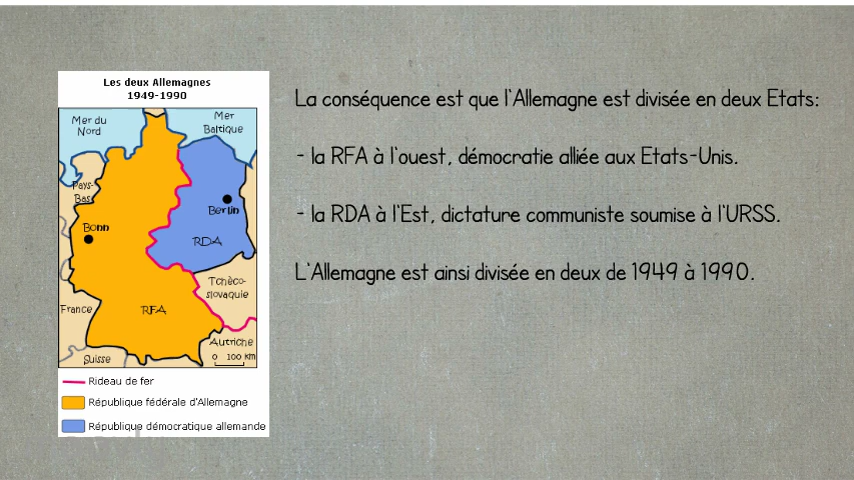 Les deux Allemagnes
1949-1990
Mer du
Nord
Mer
Baltique
Pays-
Bas
Berlin
Bonn
RDA
Tchéco-
slovaquie
France
RFA
Autriche
Suisse
0 100 km
Rideau de fer
République fédérale d'Allemagne
République démocratique allemande
La conséquence est que l'Allemagne est divisée en deux Etats:
- la RFA à l'ouest, démocratie alliée aux Etats-Unis.
- la RDA à l'Est, dictature communiste soumise à l'URSS.
L'Allemagne est ainsi divisée en deux de 1949 à 1990.